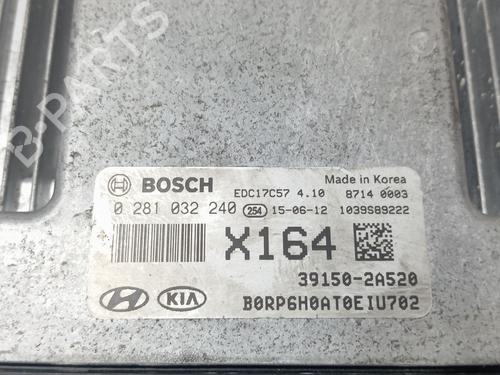 B-PARTS
BOSCH EDC17C57 4.10 Made in Korea
8714 0003
0 281 032 240 254 15-06-12 1039S89222
X164
39150-2A520
HYUNDAI KIA
B0RP6H0AT0EIU702